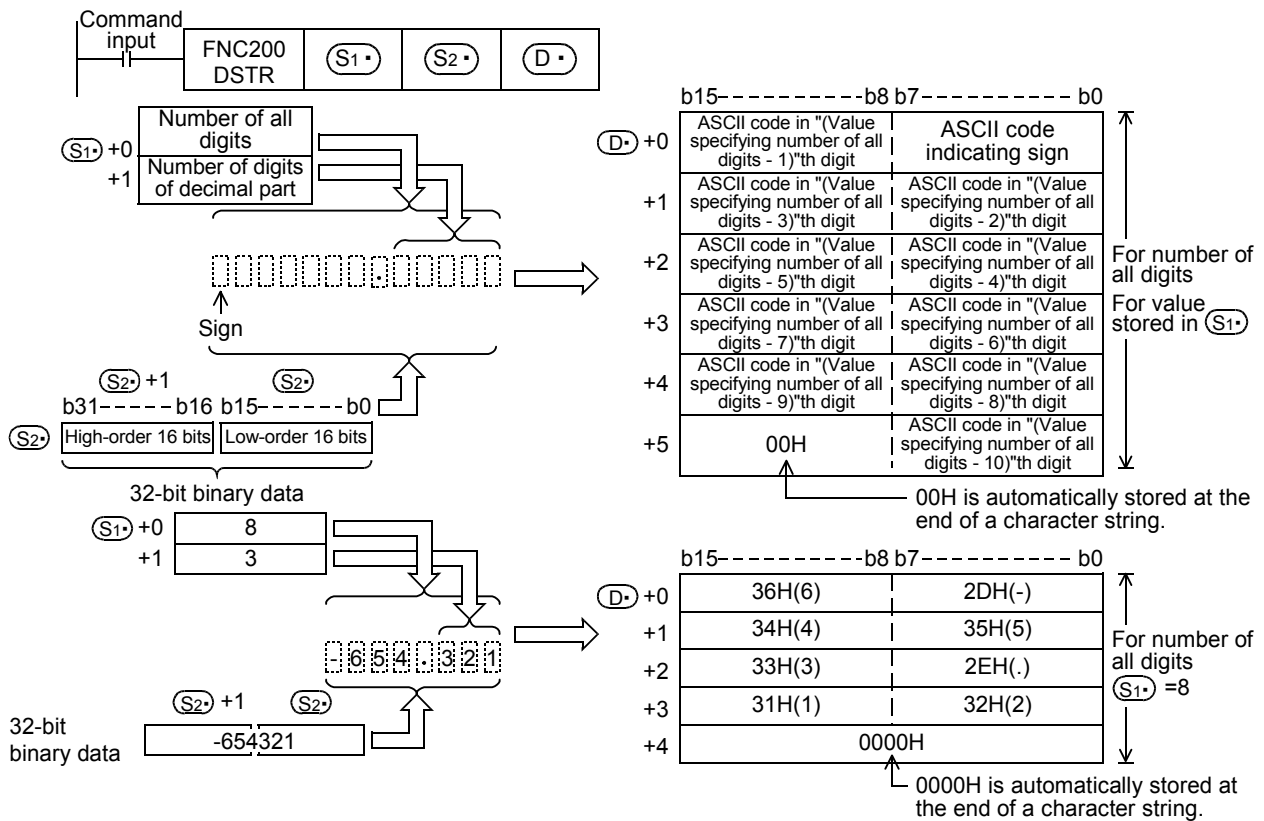 Command
input
FNC200
DSTR
S1·
S2·
D·
Number of all
digits
S1· +0
Number of digits
of decimal part
+1
.
Sign
S2· +1
S2·
b31------b16 b15-------b0
S2·
High-order 16 bits
Low-order 16 bits
32-bit binary data
b15----------b8 b7----------- b0
D· +0
ASCII code in "(Value
specifying number of all
digits - 1)"th digit
ASCII code
indicating sign
+1
ASCII code in "(Value
specifying number of all
digits - 3)"th digit
ASCII code in "(Value
specifying number of all
digits - 2)"th digit
+2
ASCII code in "(Value
specifying number of all
digits - 5)"th digit
ASCII code in "(Value
specifying number of all
digits - 4)"th digit
+3
ASCII code in "(Value
specifying number of all
digits - 7)"th digit
ASCII code in "(Value
specifying number of all
digits - 6)"th digit
+4
ASCII code in "(Value
specifying number of all
digits - 9)"th digit
ASCII code in "(Value
specifying number of all
digits - 8)"th digit
+5
00H
ASCII code in "(Value
specifying number of all
digits - 10)"th digit
For number of
all digits
For value
stored in S1·
00H is automatically stored at the
end of a character string.
S1· +0
8
+1
3
- 6 5 4 . 3 2 1
S2· +1
S2·
32-bit
binary data
-654321
b15----------b8 b7----------- b0
D· +0
36H(6)
2DH(-)
+1
34H(4)
35H(5)
+2
33H(3)
2EH(.)
+3
31H(1)
32H(2)
+4
0000H
For number of
all digits
S1· =8
0000H is automatically stored at
the end of a character string.